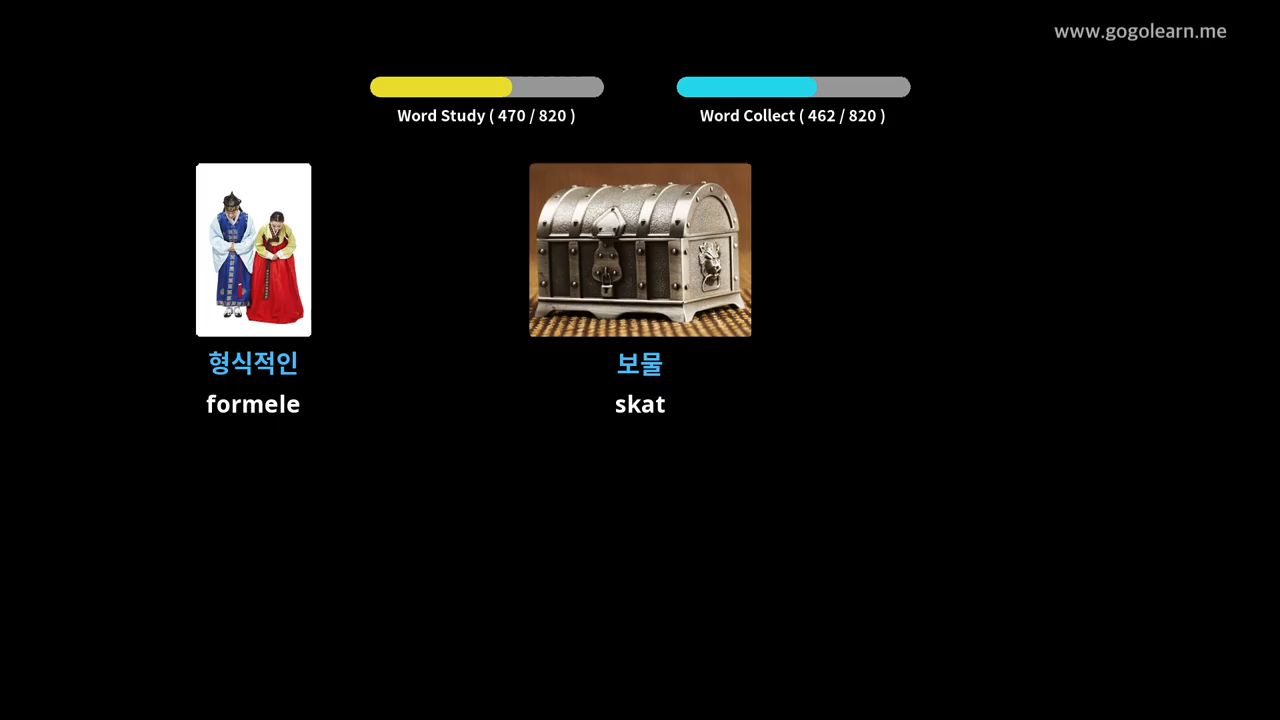 www.gogolearn.me
Word Study ( 470 / 820 )
Word Collect ( 462 / 820 )
형식적인
formele
보물
skat